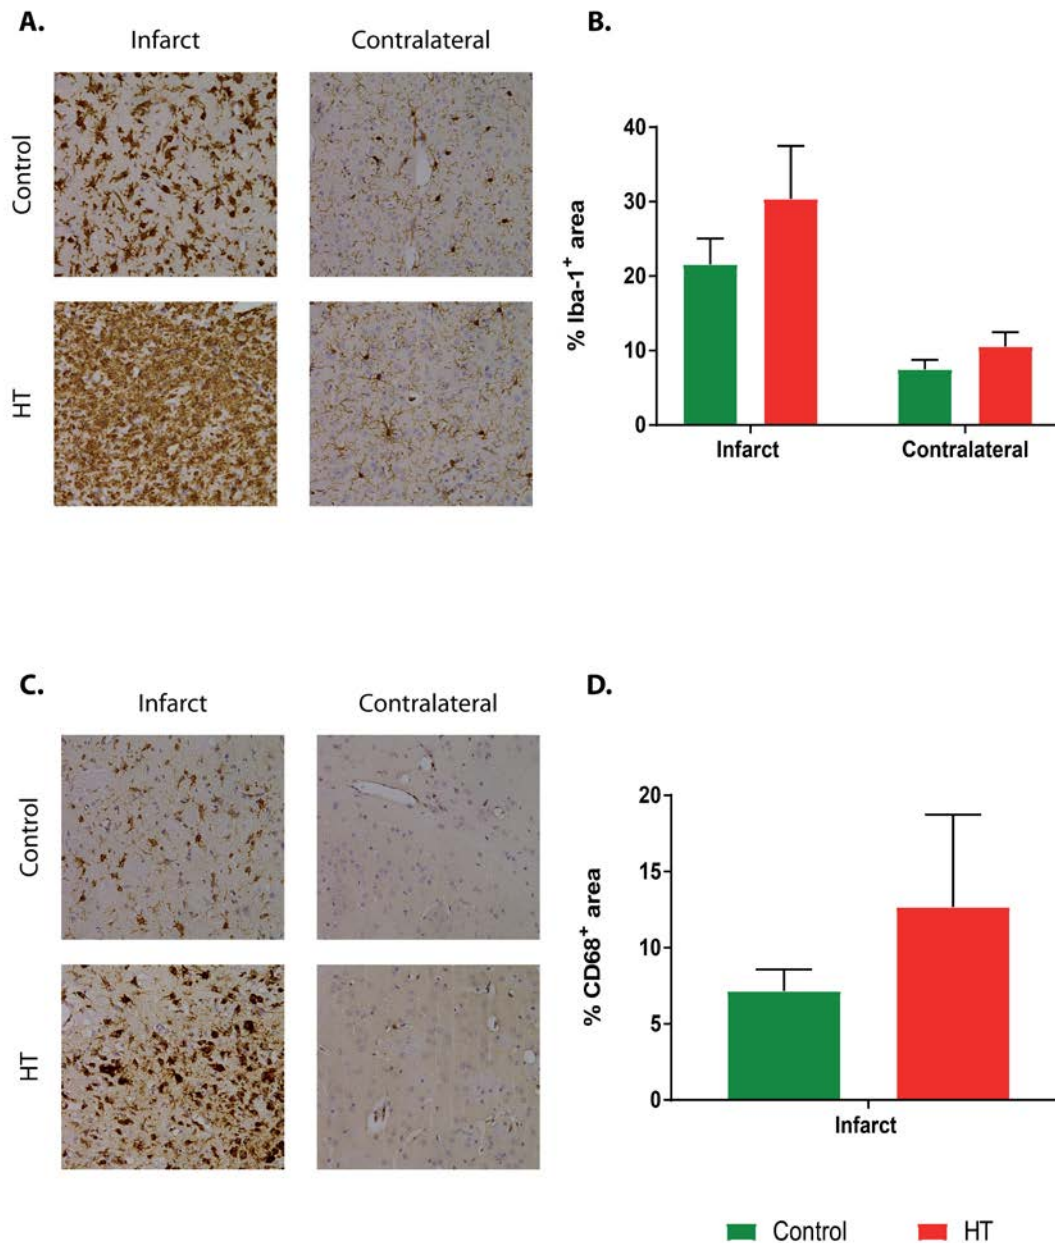 A.
Infarct Contralateral
Control
HT
B.
% Iba-1+ area
40
30
20
10
0
Infarct Contralateral
C.
Infarct Contralateral
Control
HT
D.
% CD68+ area
20
15
10
5
0
Infarct
Control HT